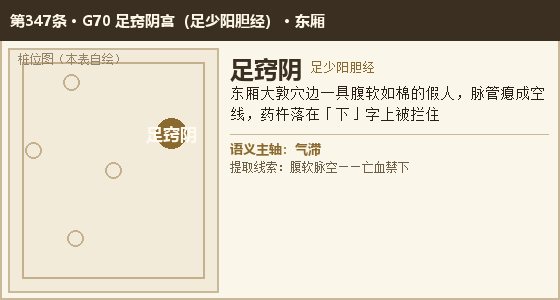 第347条・G70 足窍阴宫（足少阳胆经）・东厢
桩位图（本表自绘）
足窍阴
足窍阴 足少阳胆经
东厢大敦穴边一具腹软如棉的假人，脉管瘪成空
线，药杵落在「下」字上被拦住
语义主轴：气滞
提取线索：腹软脉空——亡血禁下